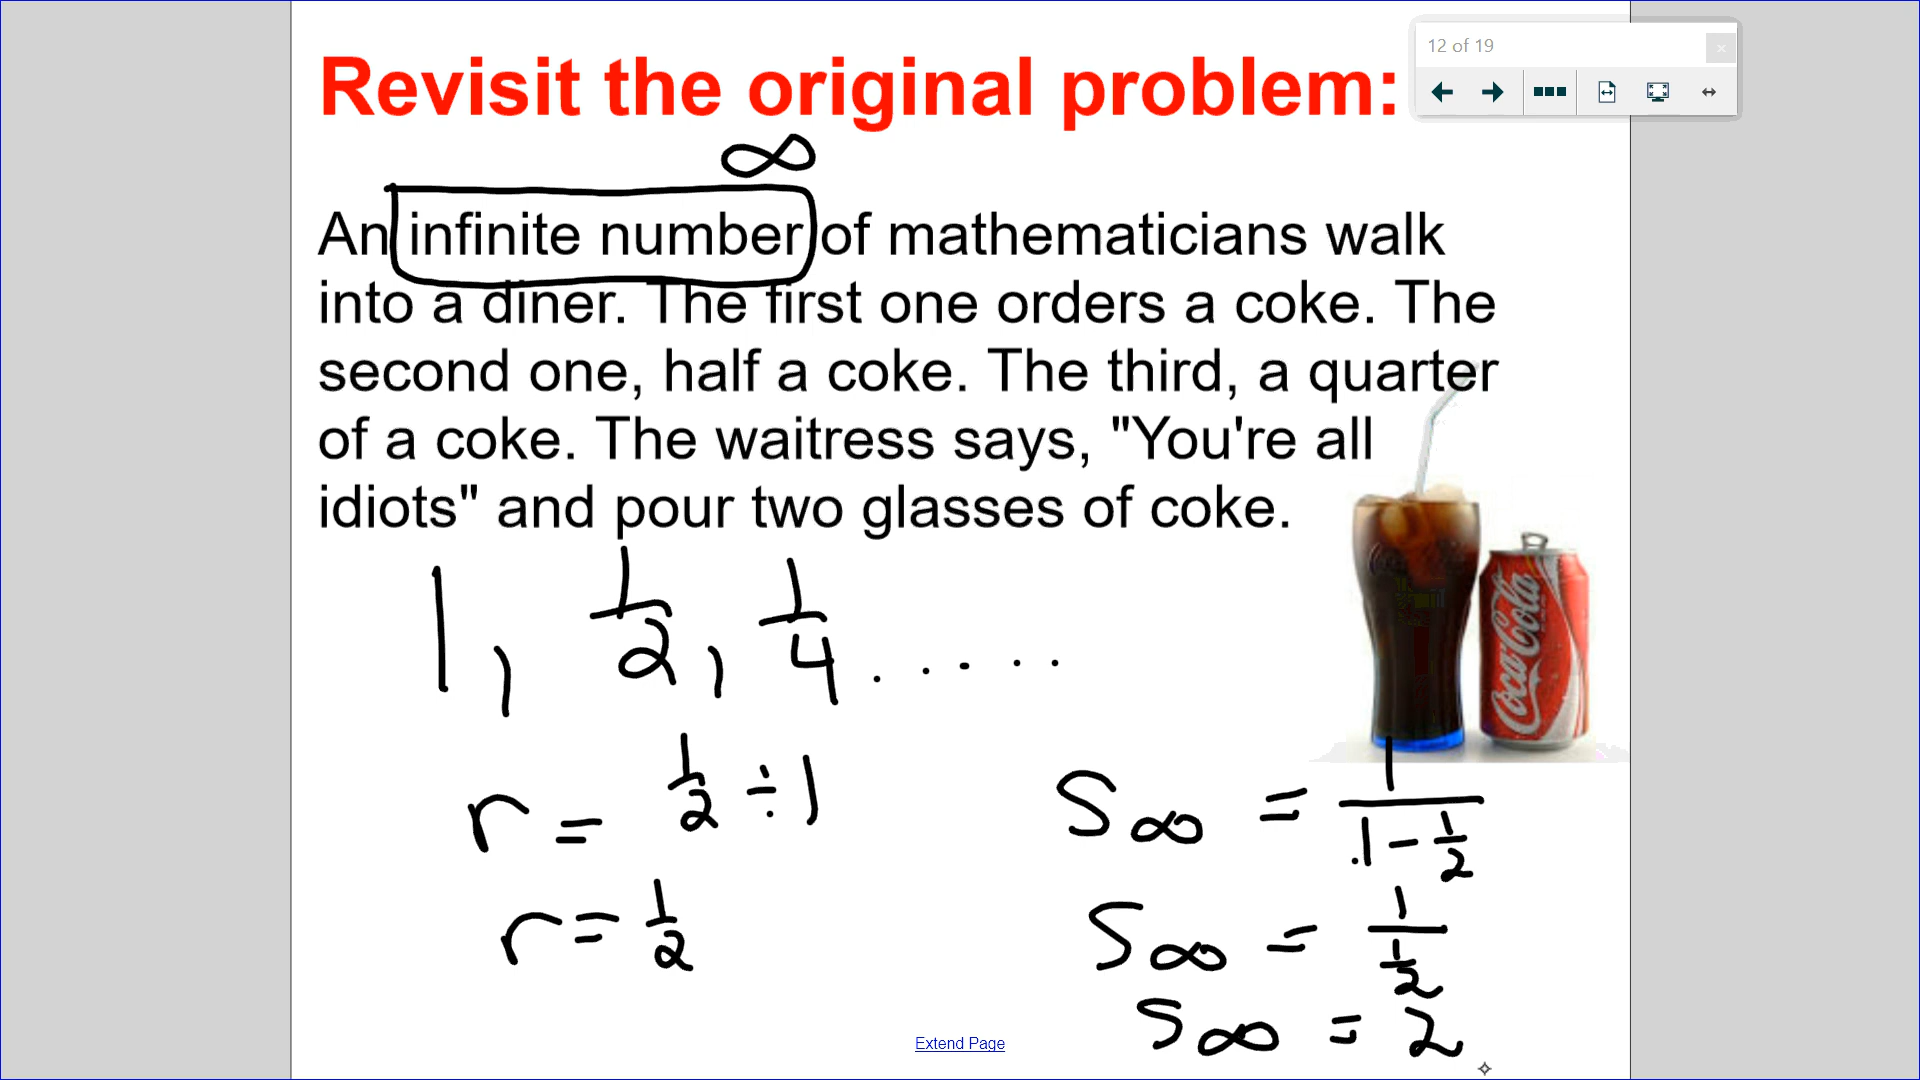 12 of 19
Revisit the original problem:
∞
An infinite number of mathematicians walk
into a diner. The first one orders a coke. The
second one, half a coke. The third, a quarter
of a coke. The waitress says, "You're all
idiots" and pour two glasses of coke.
Coca-Cola
1, 1/2, 1/4 . . . . .
r = 1/2 ÷ 1
S∞ = 1/(1 - 1/2)
r = 1/2
S∞ = 1/(1/2)
S∞ = 2
Extend Page